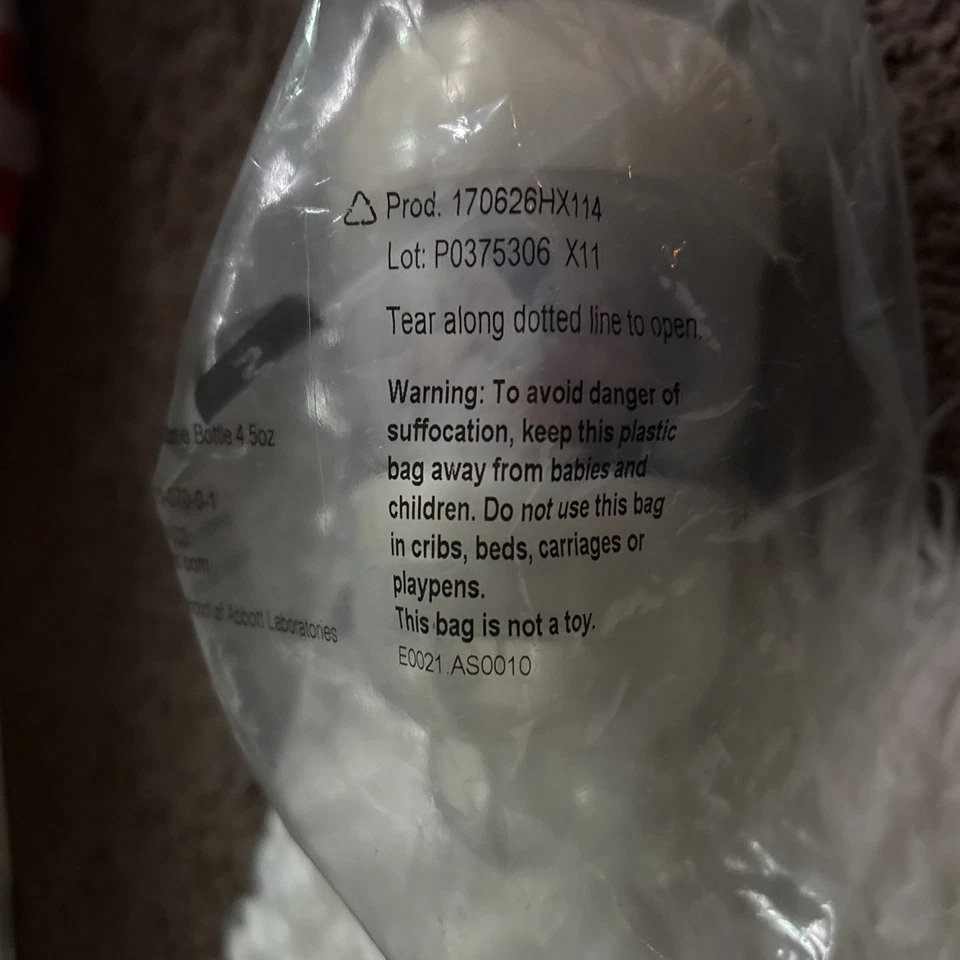 Prod. 170626HX114
Lot: P0375306 X11
Tear along dotted line to open.
Warning: To avoid danger of
suffocation, keep this plastic
bag away from babies and
children. Do not use this bag
in cribs, beds, carriages or
playpens.
This bag is not a toy.
E0021.AS0010
Bottle 4.5oz
of Abbott Laboratories